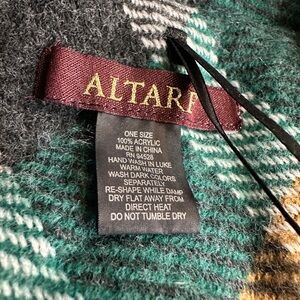 ALTARF
ONE SIZE
100% ACRYLIC
MADE IN CHINA
RN 94528
HAND WASH IN LUKE
WARM WATER
WASH DARK COLORS
SEPARATELY
RE-SHAPE WHILE DAMP
DRY FLAT AWAY FROM
DIRECT HEAT
DO NOT TUMBLE DRY